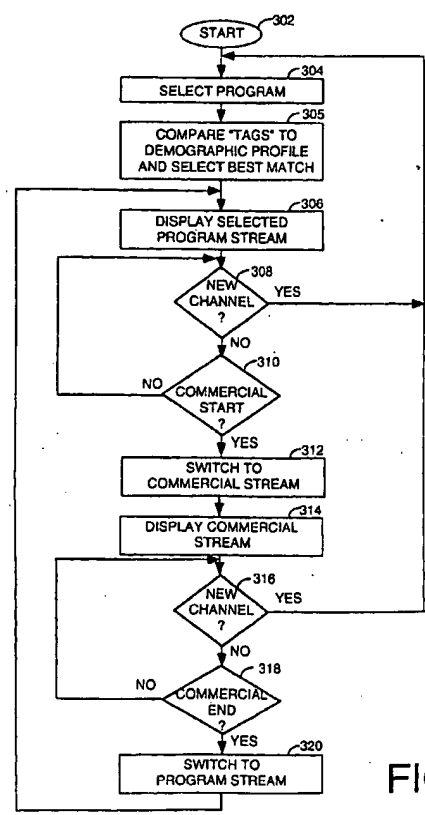 START
302
304
SELECT PROGRAM
305
COMPARE "TAGS" TO
DEMOGRAPHIC PROFILE
AND SELECT BEST MATCH
306
DISPLAY SELECTED
PROGRAM STREAM
308
NEW
CHANNEL
?
YES
NO
310
COMMERCIAL
START
?
NO
YES
312
SWITCH TO
COMMERCIAL STREAM
314
DISPLAY COMMERCIAL
STREAM
316
NEW
CHANNEL
?
YES
NO
318
COMMERCIAL
END
?
NO
YES
320
SWITCH TO
PROGRAM STREAM